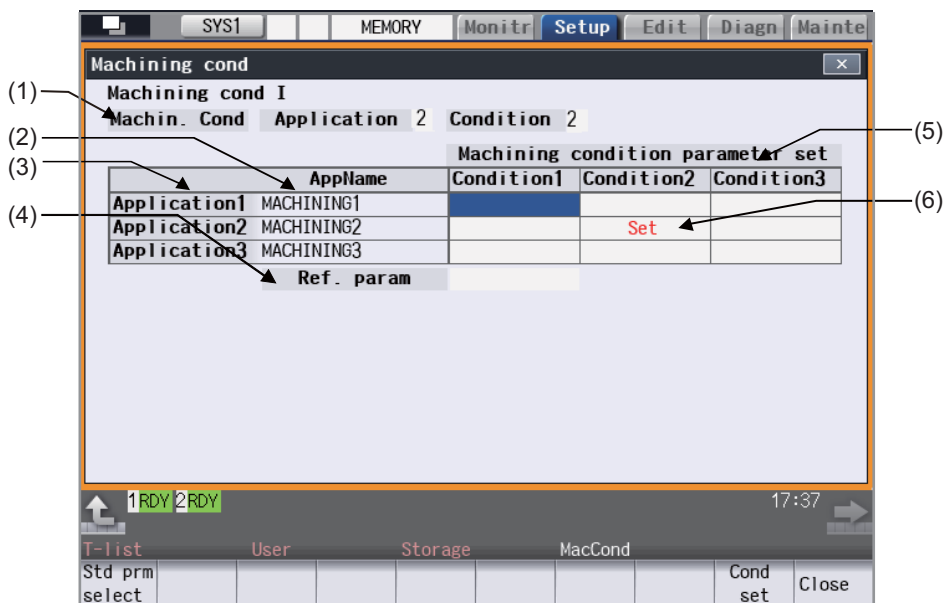 SYS1 MEMORY Monitr Setup Edit Diagn Mainte
Machining cond
Machining cond I
(1) Machin. Cond Application 2 Condition 2
(2) (5)
Machining condition parameter set
(3) AppName Condition1 Condition2 Condition3
Application1 MACHINING1 (6)
(4) Application2 MACHINING2 Set
Application3 MACHINING3
Ref. param
1RDY 2RDY 17:37
T-list User Storage MacCond
Std prm select Cond set Close